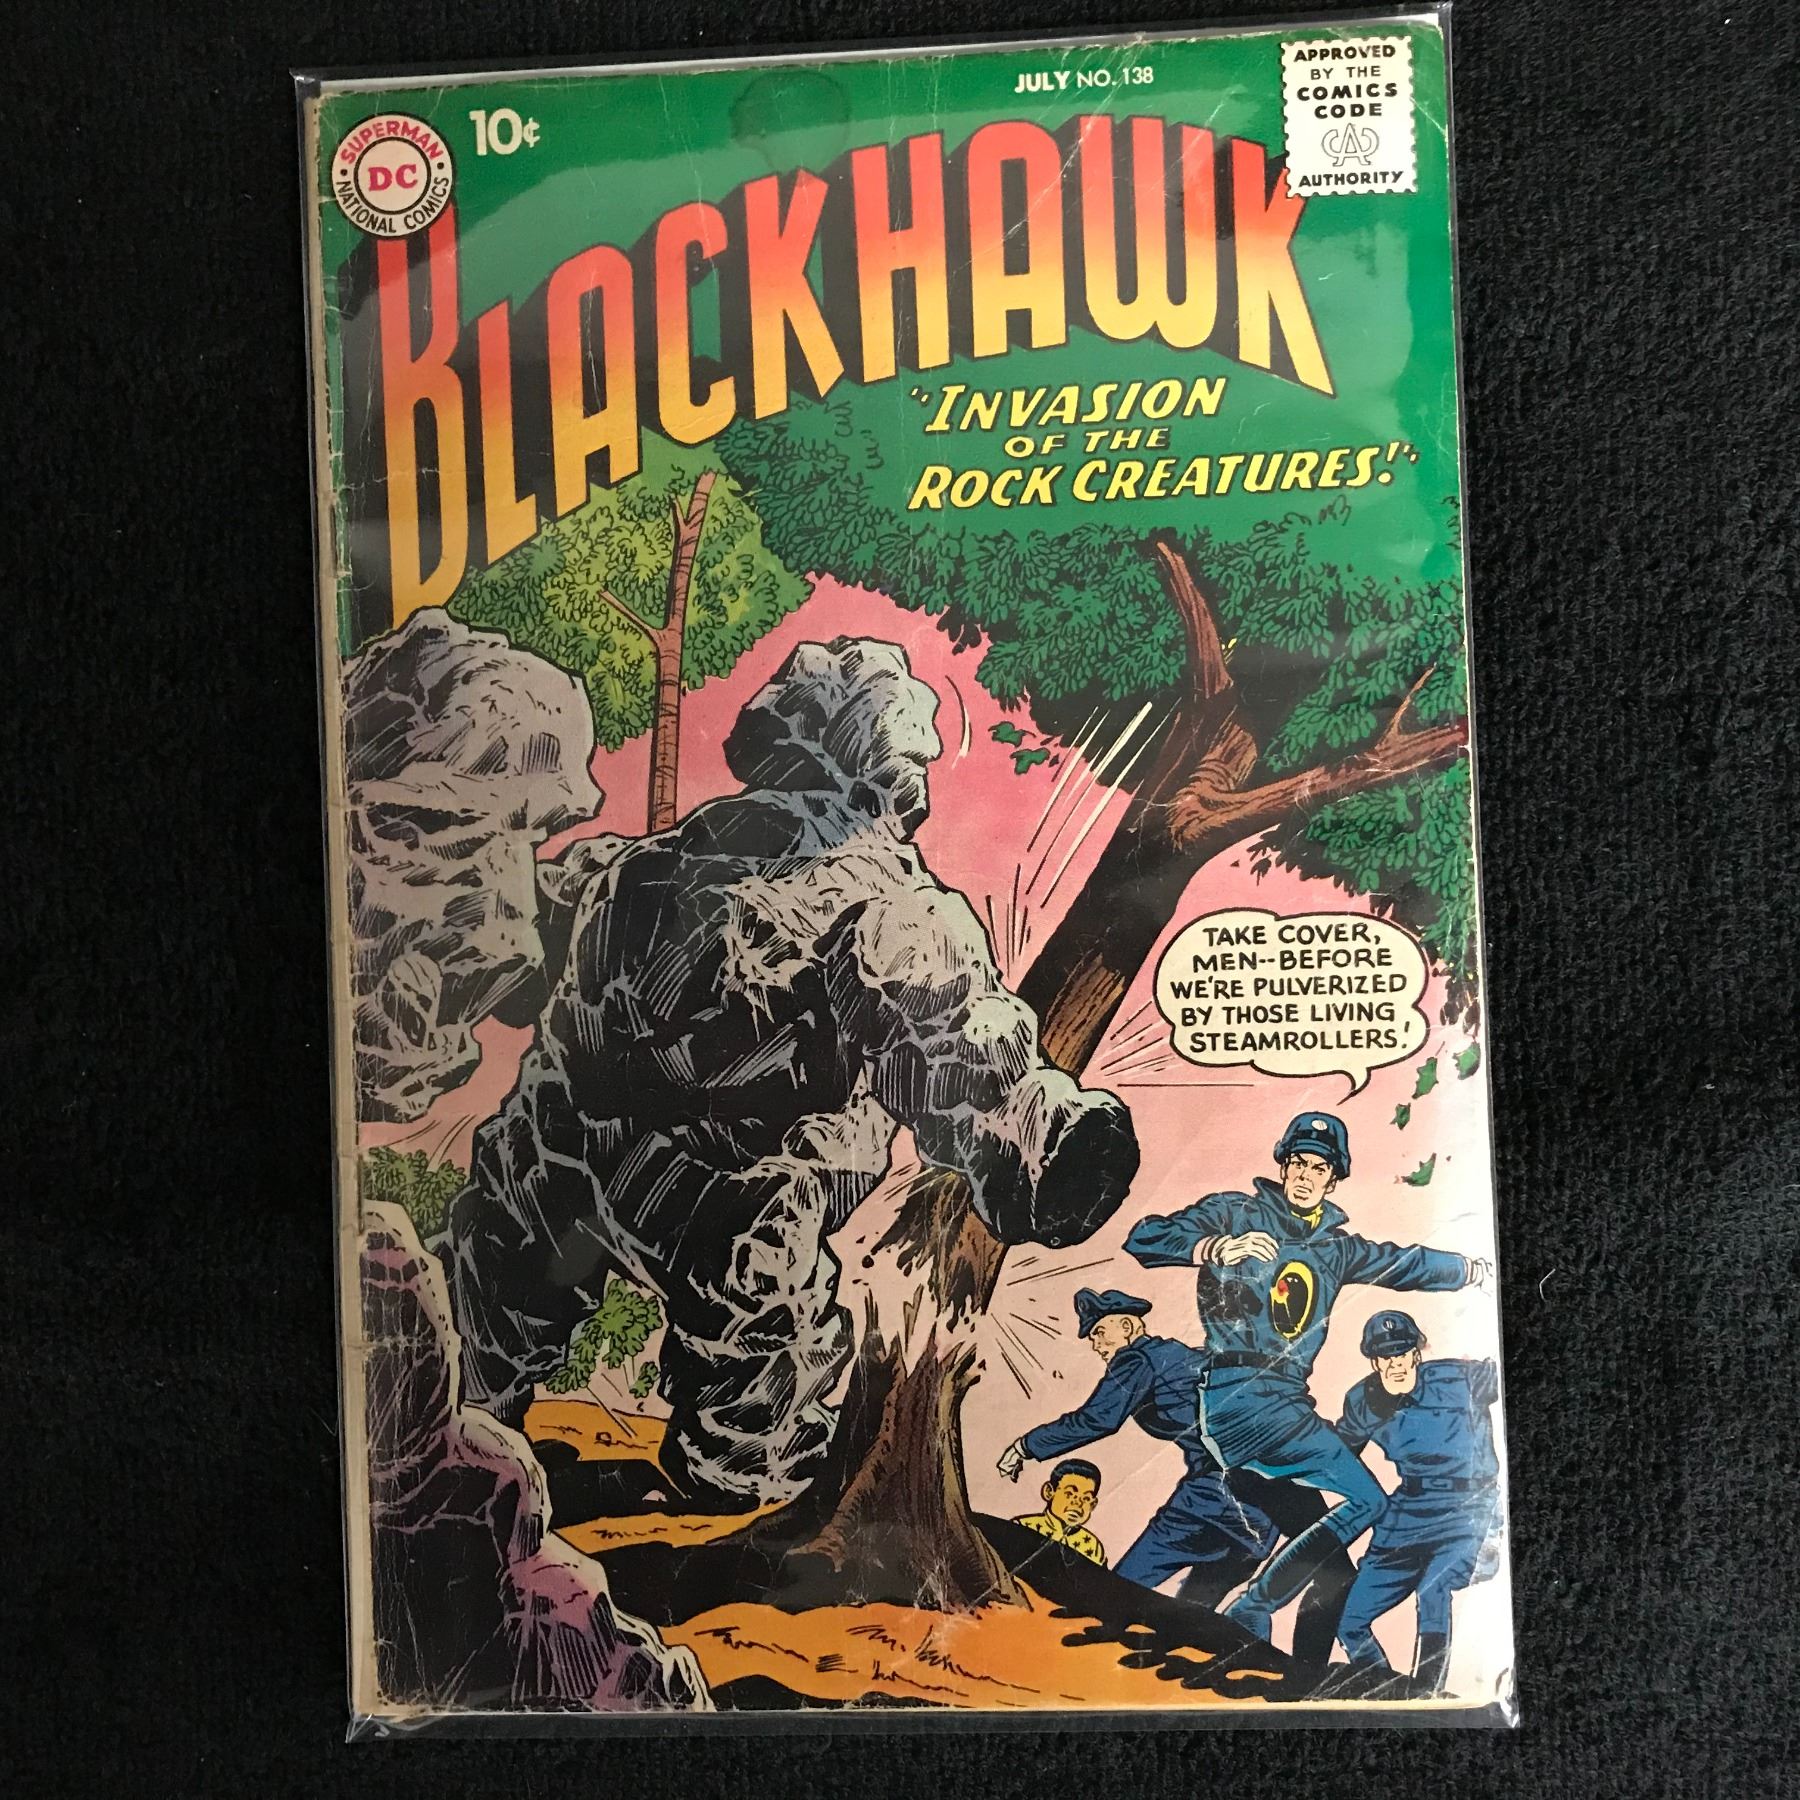 JULY NO. 138
APPROVED
BY THE
COMICS
CODE
CA
AUTHORITY
SUPERMAN
DC
NATIONAL COMICS
10¢
BLACKHAWK
"INVASION
OF THE
ROCK CREATURES!"
TAKE COVER,
MEN--BEFORE
WE'RE PULVERIZED
BY THOSE LIVING
STEAMROLLERS!